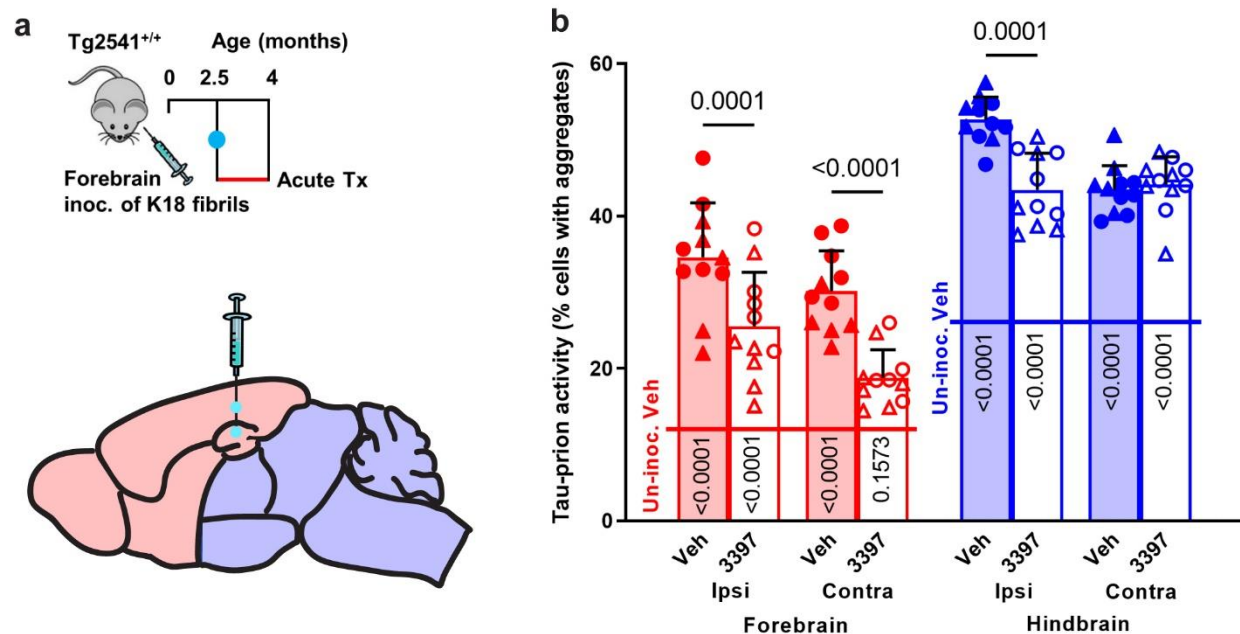 a
Tg2541+/+
Age (months)
0 2.5 4
Forebrain
inoc. of K18 fibrils
Acute Tx
b
Tau-prion activity (% cells with aggregates)
60
40
20
0
0.0001
<0.0001
0.0001
Un-inoc. Veh
<0.0001
<0.0001
<0.0001
0.1573
Un-inoc. Veh
<0.0001
<0.0001
<0.0001
<0.0001
Veh 3397 Veh 3397 Veh 3397 Veh 3397
Ipsi Contra Ipsi Contra
Forebrain Hindbrain